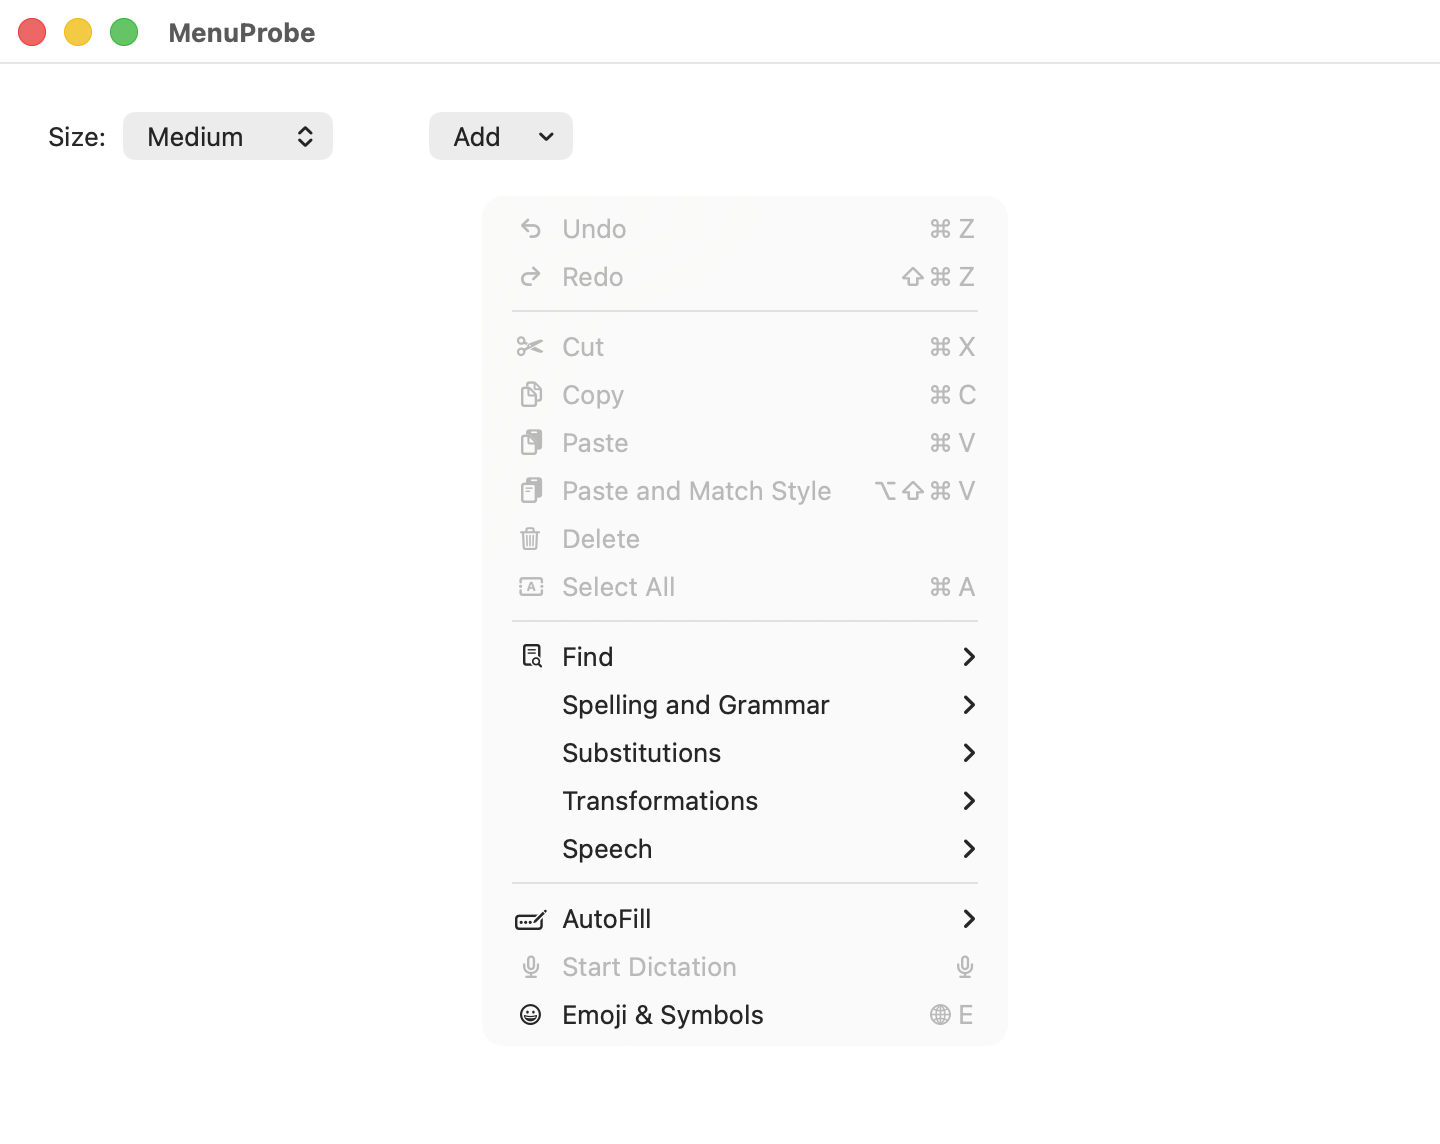 MenuProbe
Size: Medium Add
Undo ⌘ Z
Redo ⇧ ⌘ Z
Cut ⌘ X
Copy ⌘ C
Paste ⌘ V
Paste and Match Style ⌥ ⇧ ⌘ V
Delete
Select All ⌘ A
Find
Spelling and Grammar
Substitutions
Transformations
Speech
AutoFill
Start Dictation
Emoji & Symbols 🌐 E